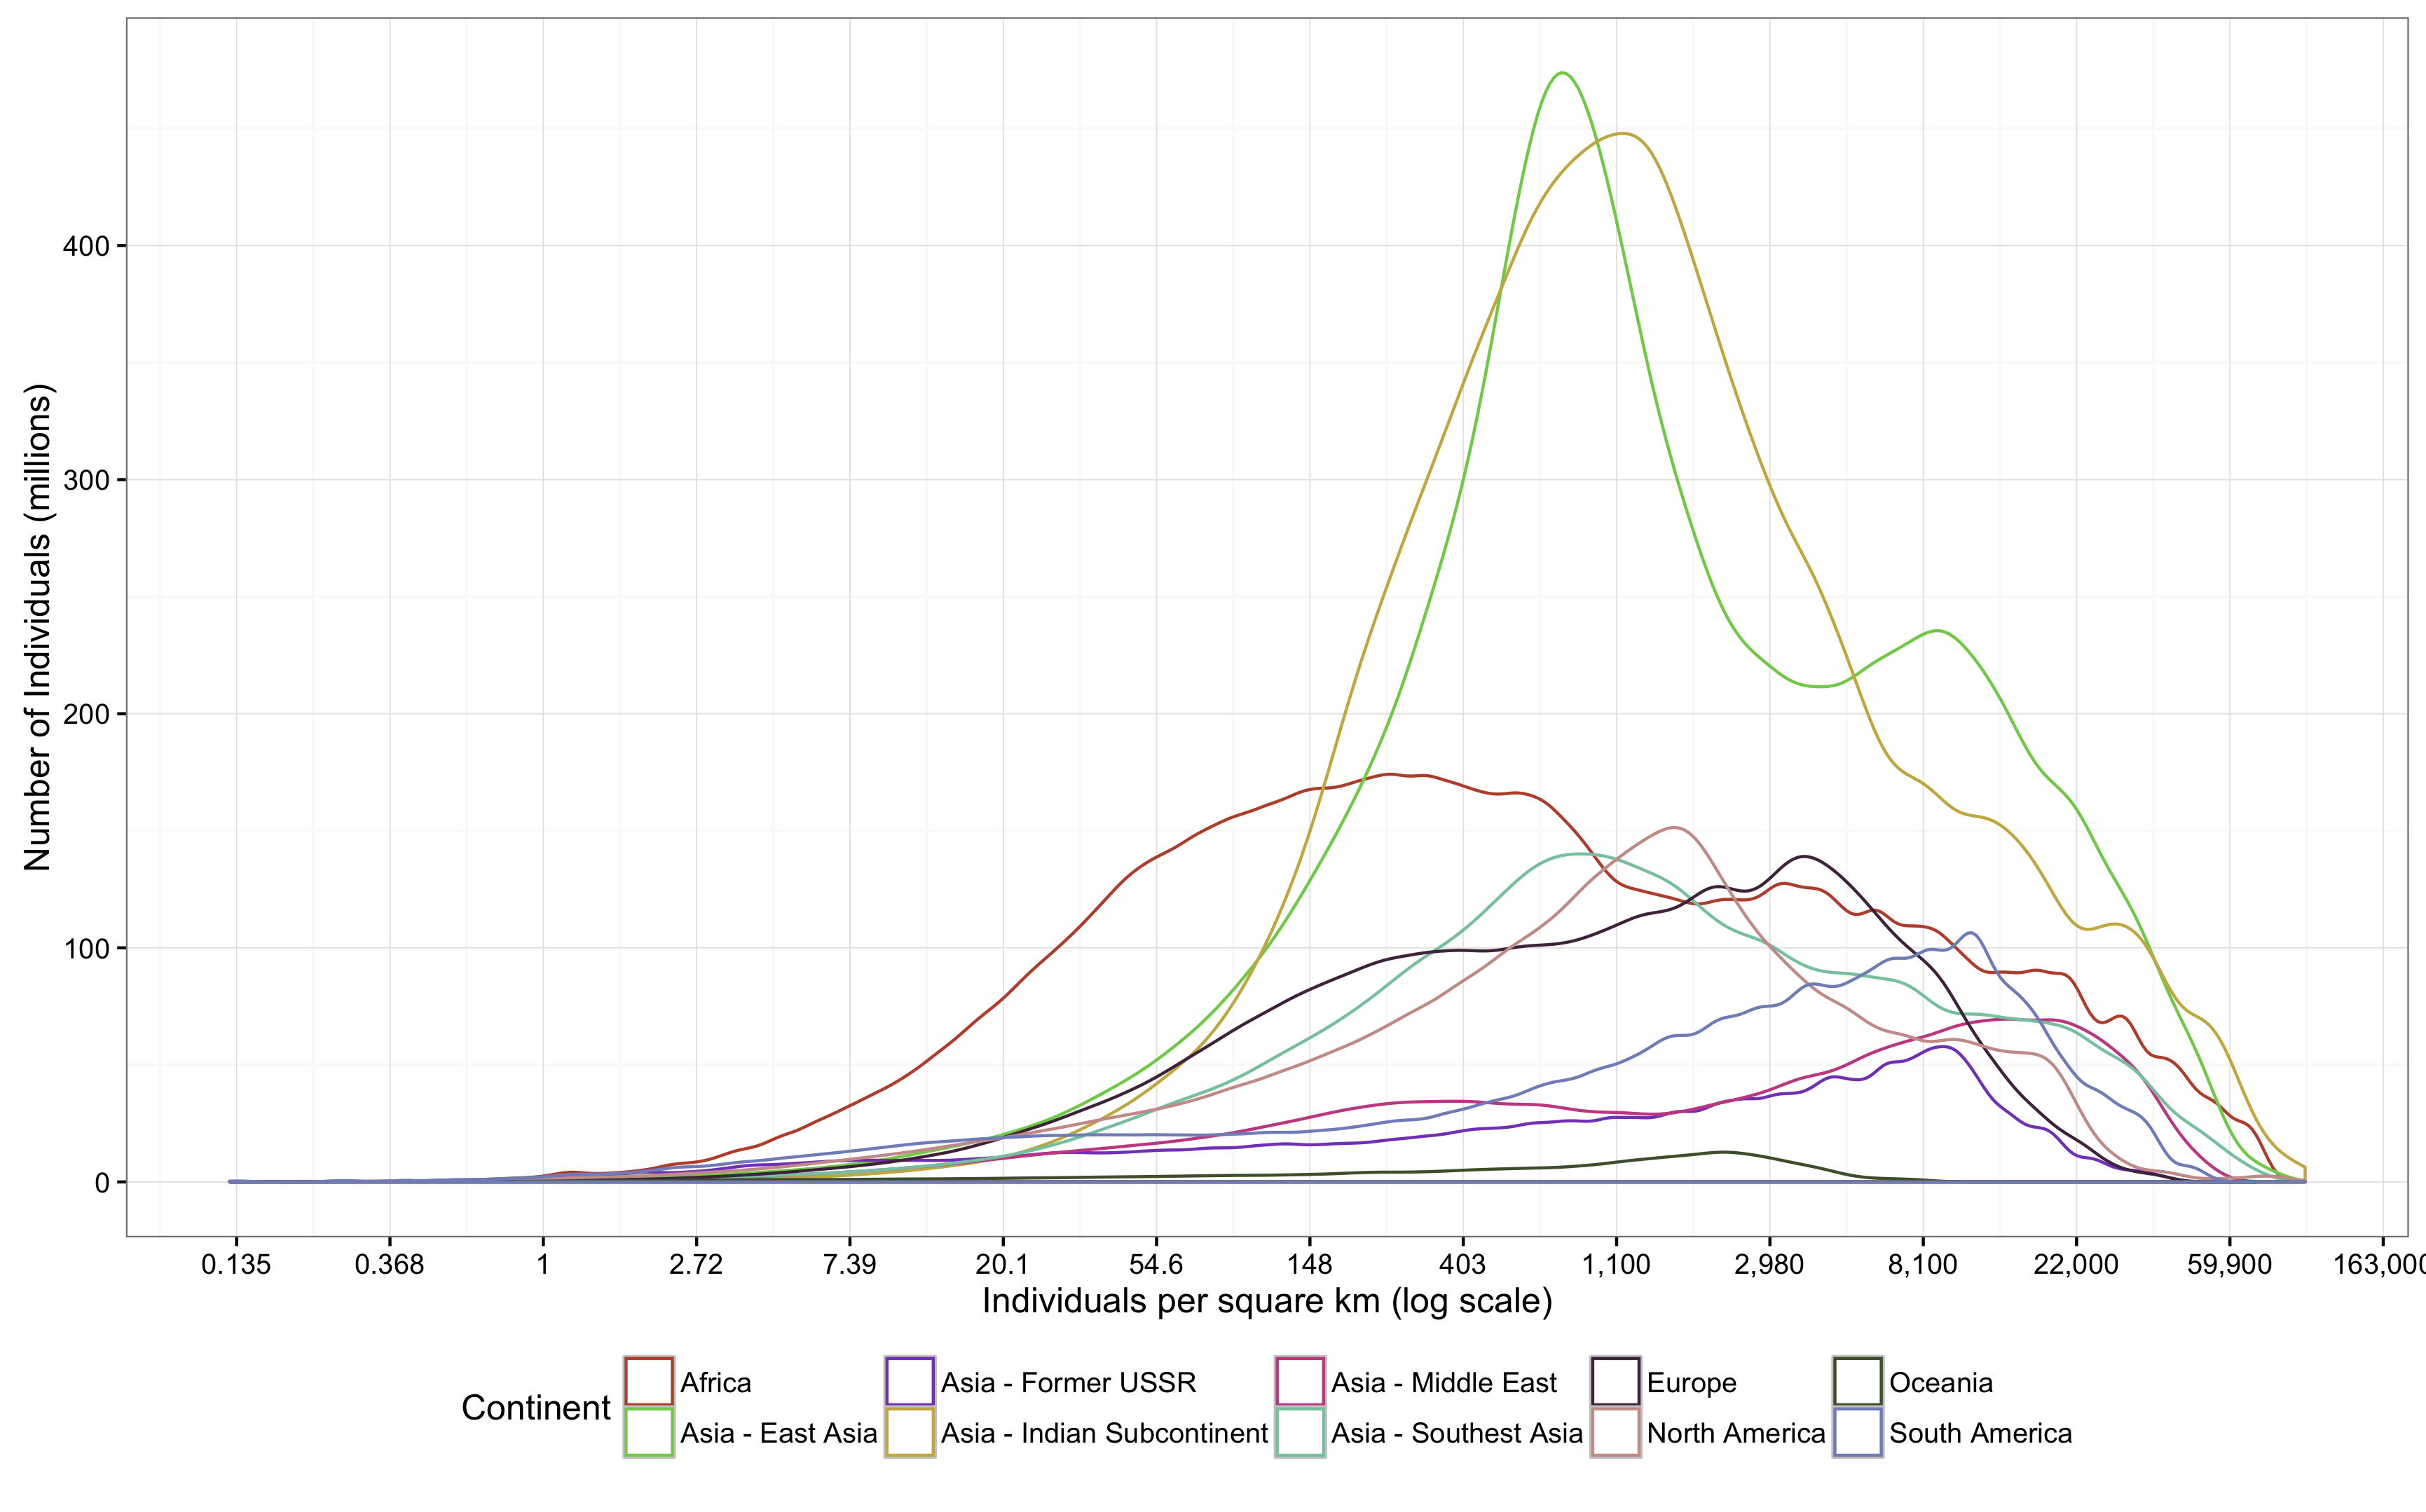 Number of Individuals (millions)
400
300
200
100
0
0.135 0.368 1 2.72 7.39 20.1 54.6 148 403 1,100 2,980 8,100 22,000 59,900 163,000
Individuals per square km (log scale)
Continent
Africa Asia - Former USSR Asia - Middle East Europe Oceania
Asia - East Asia Asia - Indian Subcontinent Asia - Southest Asia North America South America